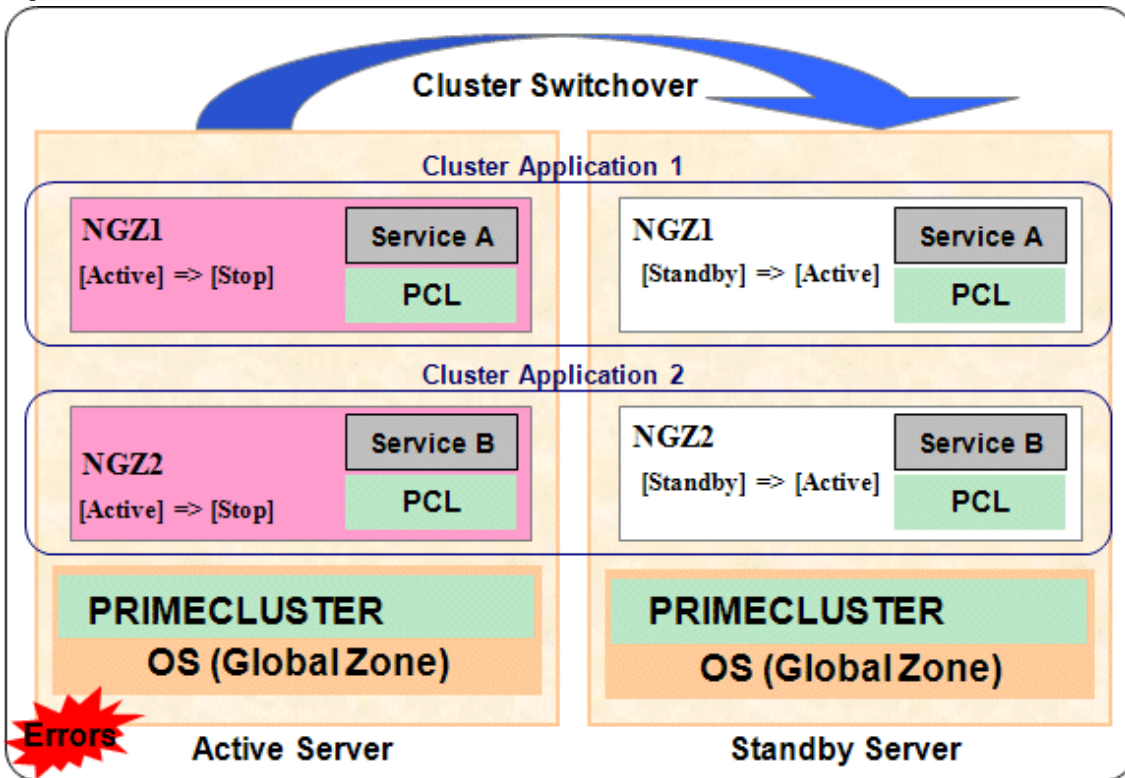 Cluster Switchover
Cluster Application 1
NGZ1
[Active] => [Stop]
Service A
PCL
NGZ1
[Standby] => [Active]
Service A
PCL
Cluster Application 2
NGZ2
[Active] => [Stop]
Service B
PCL
NGZ2
[Standby] => [Active]
Service B
PCL
PRIMECLUSTER
OS (Global Zone)
PRIMECLUSTER
OS (Global Zone)
Errors
Active Server
Standby Server